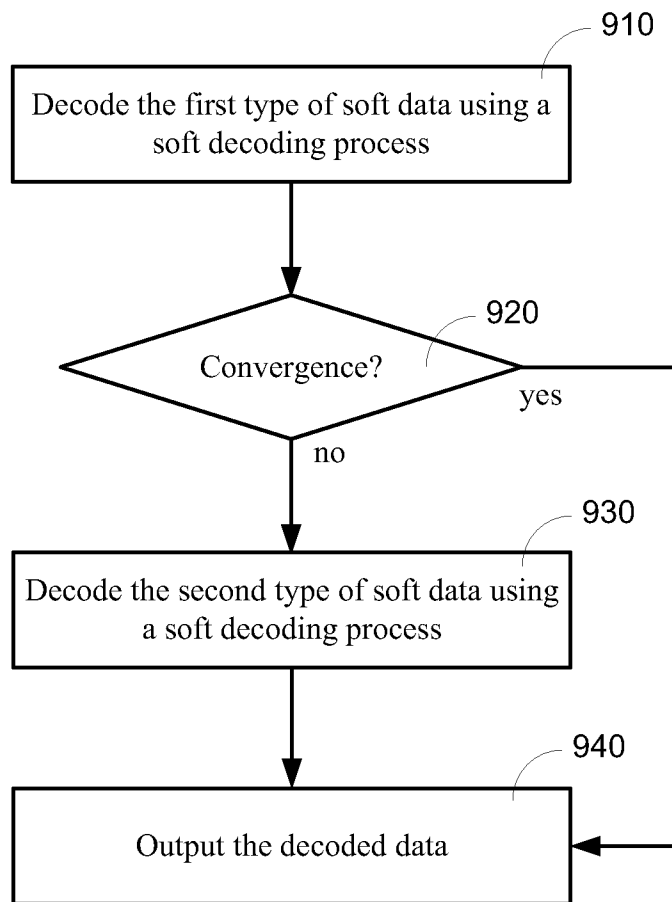 910
Decode the first type of soft data using a
soft decoding process
920
Convergence?
yes
no
930
Decode the second type of soft data using
a soft decoding process
940
Output the decoded data